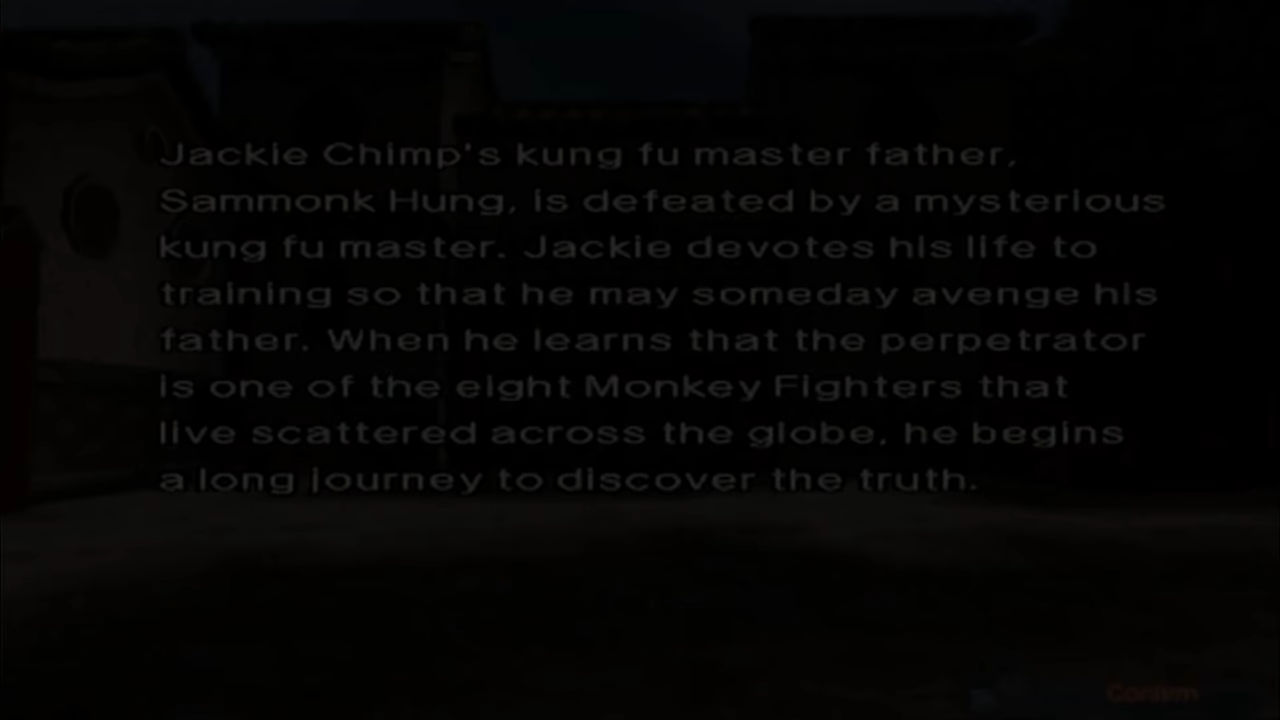 Jackie Chimp's kung fu master father,
Sammonk Hung, is defeated by a mysterious
kung fu master. Jackie devotes his life to
training so that he may someday avenge his
father. When he learns that the perpetrator
is one of the eight Monkey Fighters that
live scattered across the globe, he begins
a long journey to discover the truth.
Confirm